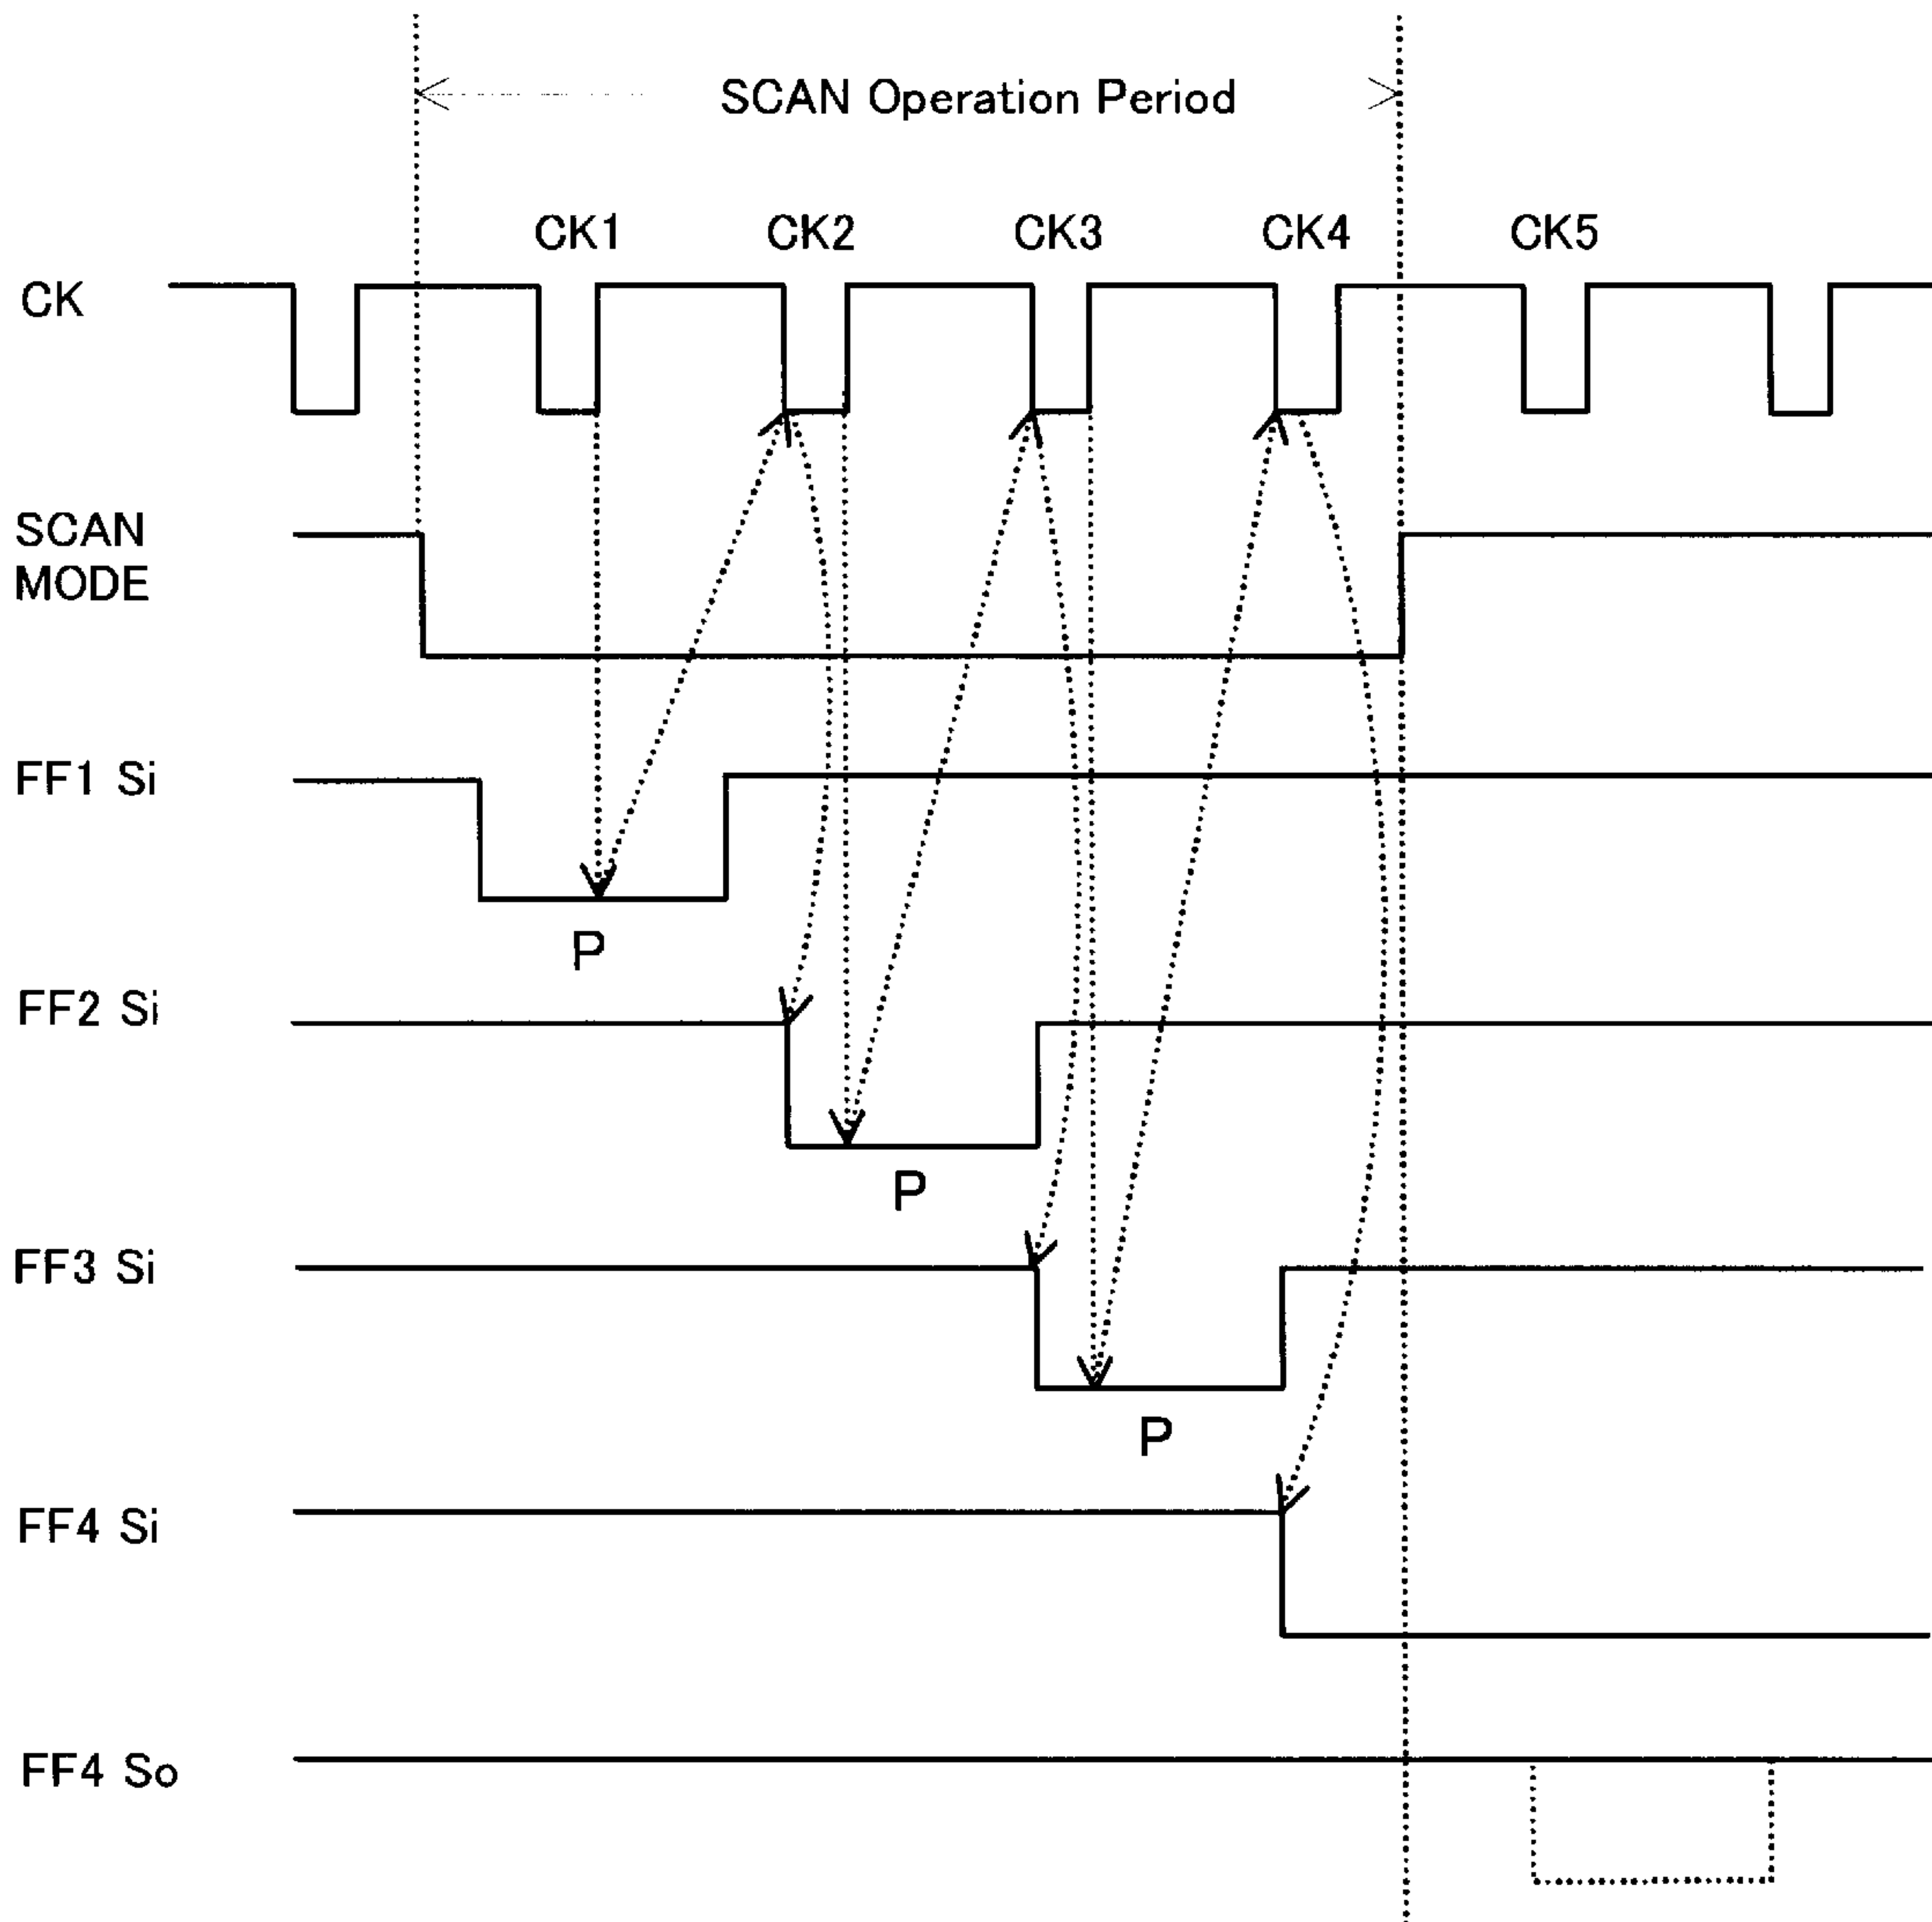 SCAN Operation Period
CK1 CK2 CK3 CK4 CK5
CK
SCAN
MODE
FF1 Si
P
FF2 Si
P
FF3 Si
P
FF4 Si
FF4 So